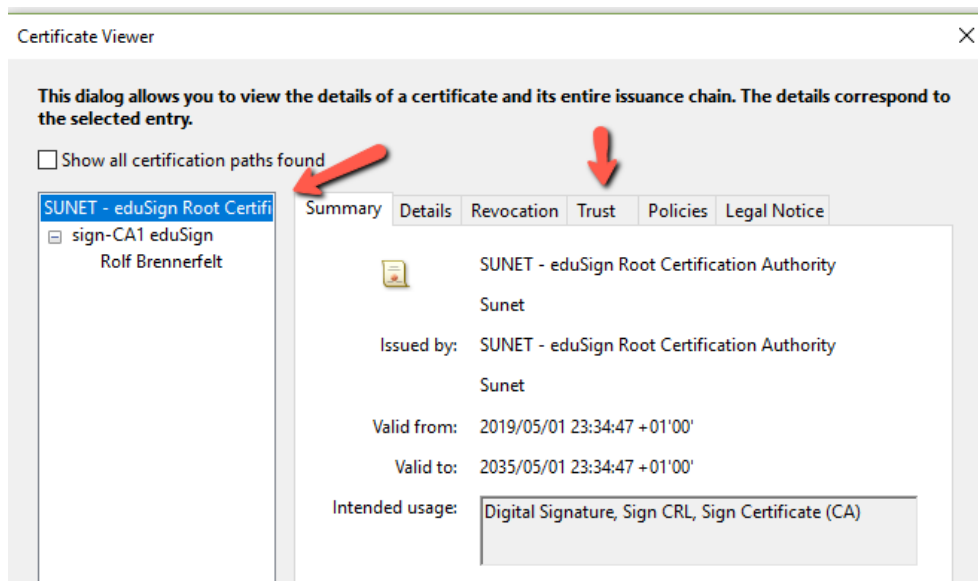 Certificate Viewer
This dialog allows you to view the details of a certificate and its entire issuance chain. The details correspond to
the selected entry.
Show all certification paths found
SUNET - eduSign Root Certifi
sign-CA1 eduSign
Rolf Brennerfelt
Summary Details Revocation Trust Policies Legal Notice
SUNET - eduSign Root Certification Authority
Sunet
Issued by: SUNET - eduSign Root Certification Authority
Sunet
Valid from: 2019/05/01 23:34:47 +01'00'
Valid to: 2035/05/01 23:34:47 +01'00'
Intended usage: Digital Signature, Sign CRL, Sign Certificate (CA)